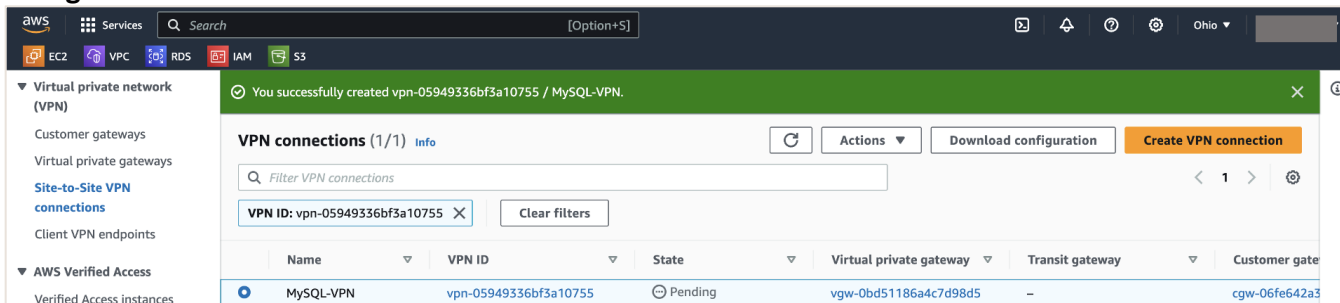 aws Services Search [Option+S] Ohio
EC2 VPC RDS IAM S3
Virtual private network (VPN)
Customer gateways
Virtual private gateways
Site-to-Site VPN connections
Client VPN endpoints
AWS Verified Access
Verified Access instances
You successfully created vpn-05949336bf3a10755 / MySQL-VPN.
VPN connections (1/1) Info Actions Download configuration Create VPN connection
Filter VPN connections 1
VPN ID: vpn-05949336bf3a10755 Clear filters
Name VPN ID State Virtual private gateway Transit gateway Customer gate
MySQL-VPN vpn-05949336bf3a10755 Pending vgw-0bd51186a4c7d98d5 – cgw-06fe642a3